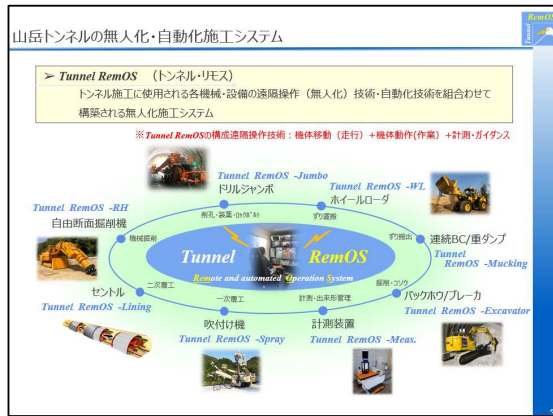 山岳トンネルの無人化・自動化施工システム
RemOS
Tunnel
➢ Tunnel RemOS （トンネル・リモス）
トンネル施工に使用される各機械・設備の遠隔操作（無人化）技術・自動化技術を組合わせて
構築される無人化施工システム
※Tunnel RemOSの構成遠隔操作技術：機体移動（走行）＋機体動作(作業）＋計測・ガイダンス
Tunnel RemOS -Jumbo
ドリルジャンボ
削孔・装薬・ロックボルト
Tunnel RemOS -WL
ホイールローダ
ずり運搬
Tunnel RemOS -RH
自由断面掘削機
機械掘削
ずり搬出
連続BC/重ダンプ
Tunnel
RemOS -Mucking
Tunnel RemOS
Remote and automated Operation System
二次覆工
セントル
Tunnel RemOS -Lining
一次覆工
吹付け機
Tunnel RemOS -Spray
計測・出来形管理
計測装置
Tunnel RemOS -Meas.
掘削・コソク
バックホウ/ブレーカ
Tunnel RemOS -Excavator